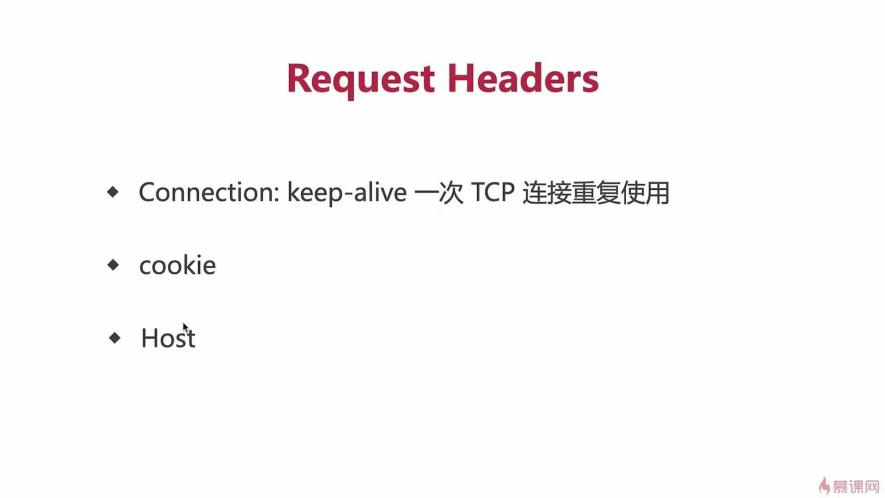 Request Headers
Connection: keep-alive 一次 TCP 连接重复使用
cookie
Host
慕课网